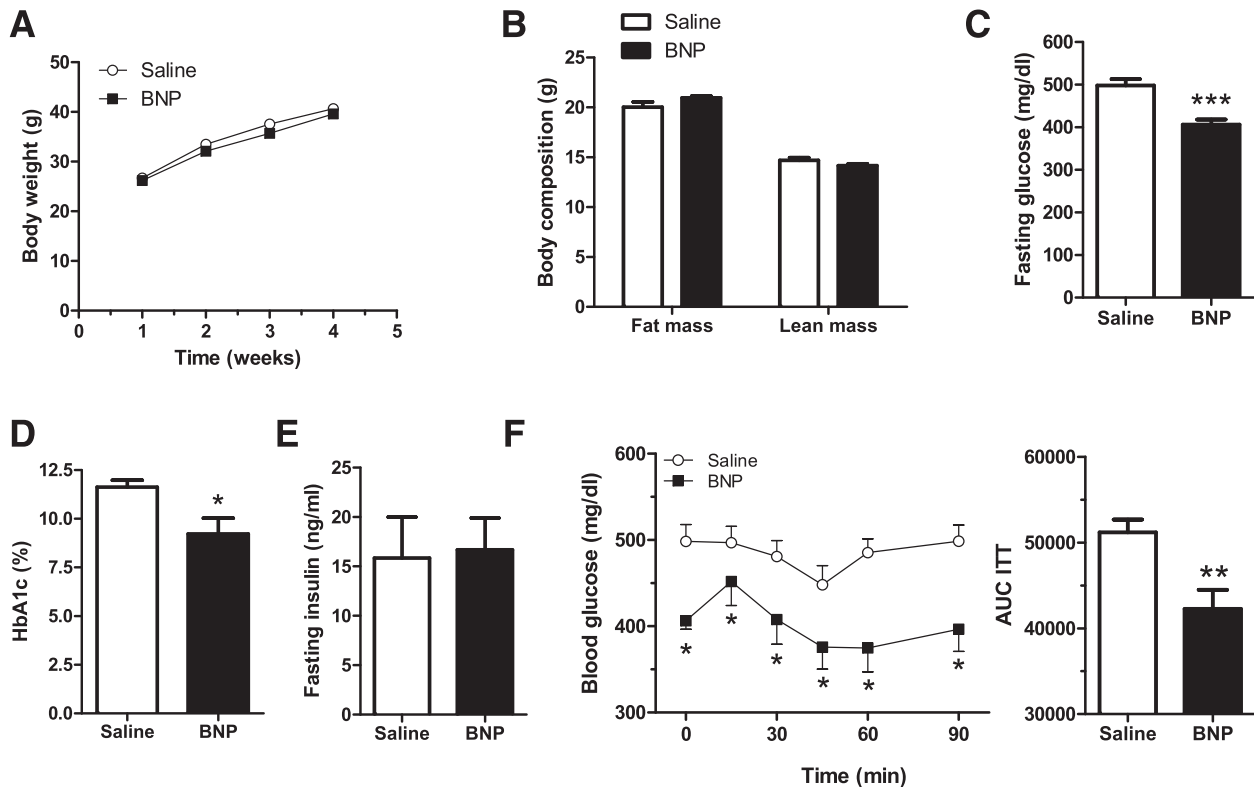 A
Body weight (g)
50
40
30
20
10
0
Saline
BNP
0 1 2 3 4 5
Time (weeks)
B
Saline
BNP
Body composition (g)
25
20
15
10
5
0
Fat mass Lean mass
C
Fasting glucose (mg/dl)
600
500
400
300
200
100
0
***
Saline BNP
D
HbA1c (%)
12.5
10.0
7.5
5.0
2.5
0.0
*
Saline BNP
E
Fasting insulin (ng/ml)
25
20
15
10
5
0
Saline BNP
F
Blood glucose (mg/dl)
600
500
400
300
Saline
BNP
* * * * * *
0 30 60 90
Time (min)
AUC ITT
60000
50000
40000
30000
**
Saline BNP